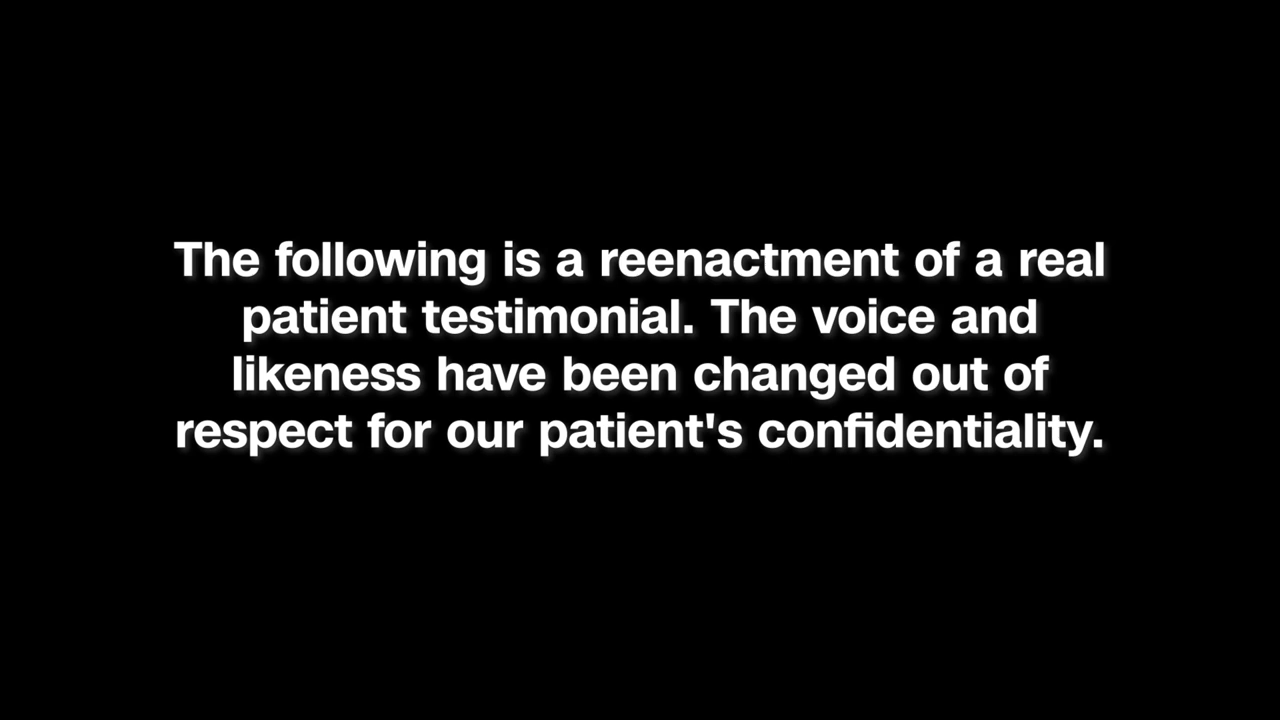 The following is a reenactment of a real
patient testimonial. The voice and
likeness have been changed out of
respect for our patient's confidentiality.